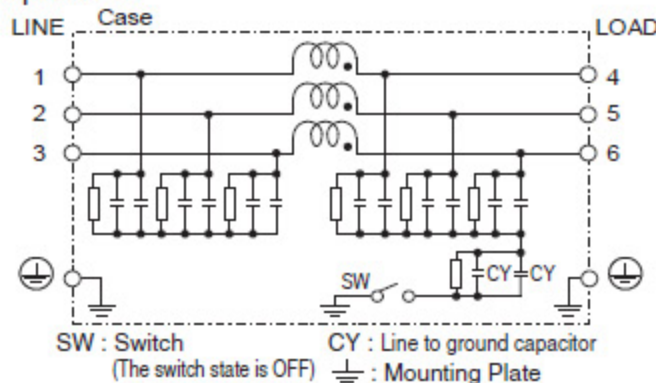 Case
LINE LOAD
1 4
2 5
3 6
SW CY CY
SW : Switch CY : Line to ground capacitor
(The switch state is OFF) : Mounting Plate